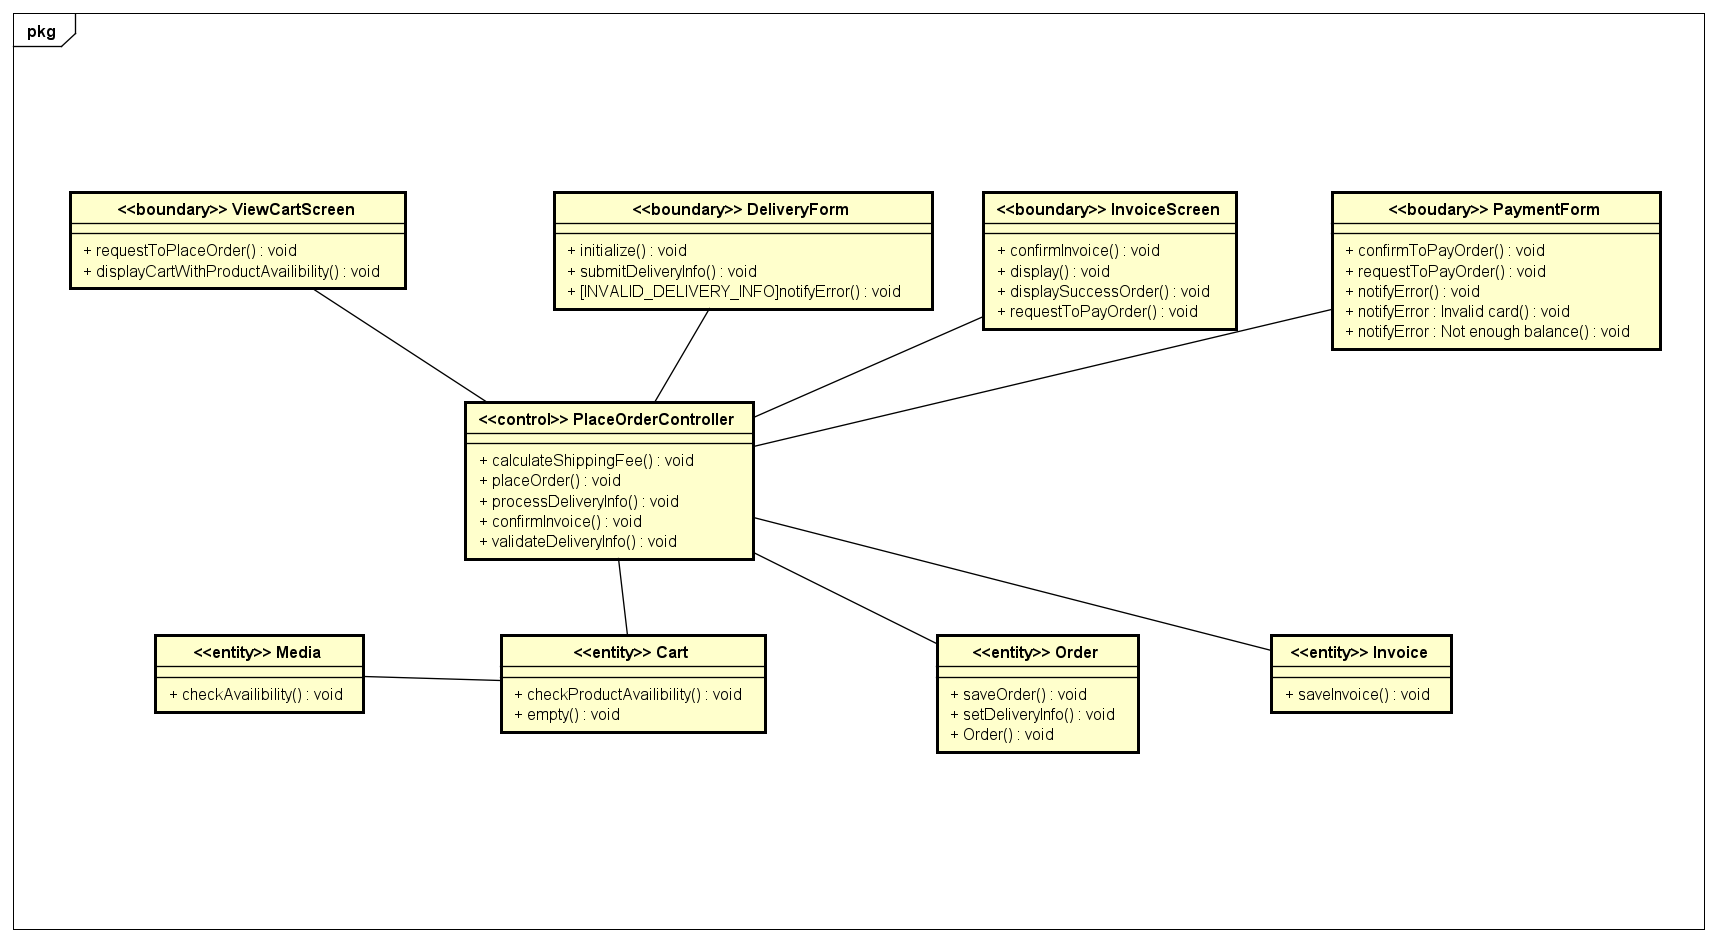 pkg
<<boundary>> ViewCartScreen
+ requestToPlaceOrder() : void
+ displayCartWithProductAvailibility() : void
<<boundary>> DeliveryForm
+ initialize() : void
+ submitDeliveryInfo() : void
+ [INVALID_DELIVERY_INFO]notifyError() : void
<<boundary>> InvoiceScreen
+ confirmInvoice() : void
+ display() : void
+ displaySuccessOrder() : void
+ requestToPayOrder() : void
<<boudary>> PaymentForm
+ confirmToPayOrder() : void
+ requestToPayOrder() : void
+ notifyError() : void
+ notifyError : Invalid card() : void
+ notifyError : Not enough balance() : void
<<control>> PlaceOrderController
+ calculateShippingFee() : void
+ placeOrder() : void
+ processDeliveryInfo() : void
+ confirmInvoice() : void
+ validateDeliveryInfo() : void
<<entity>> Media
+ checkAvailibility() : void
<<entity>> Cart
+ checkProductAvailibility() : void
+ empty() : void
<<entity>> Order
+ saveOrder() : void
+ setDeliveryInfo() : void
+ Order() : void
<<entity>> Invoice
+ saveInvoice() : void